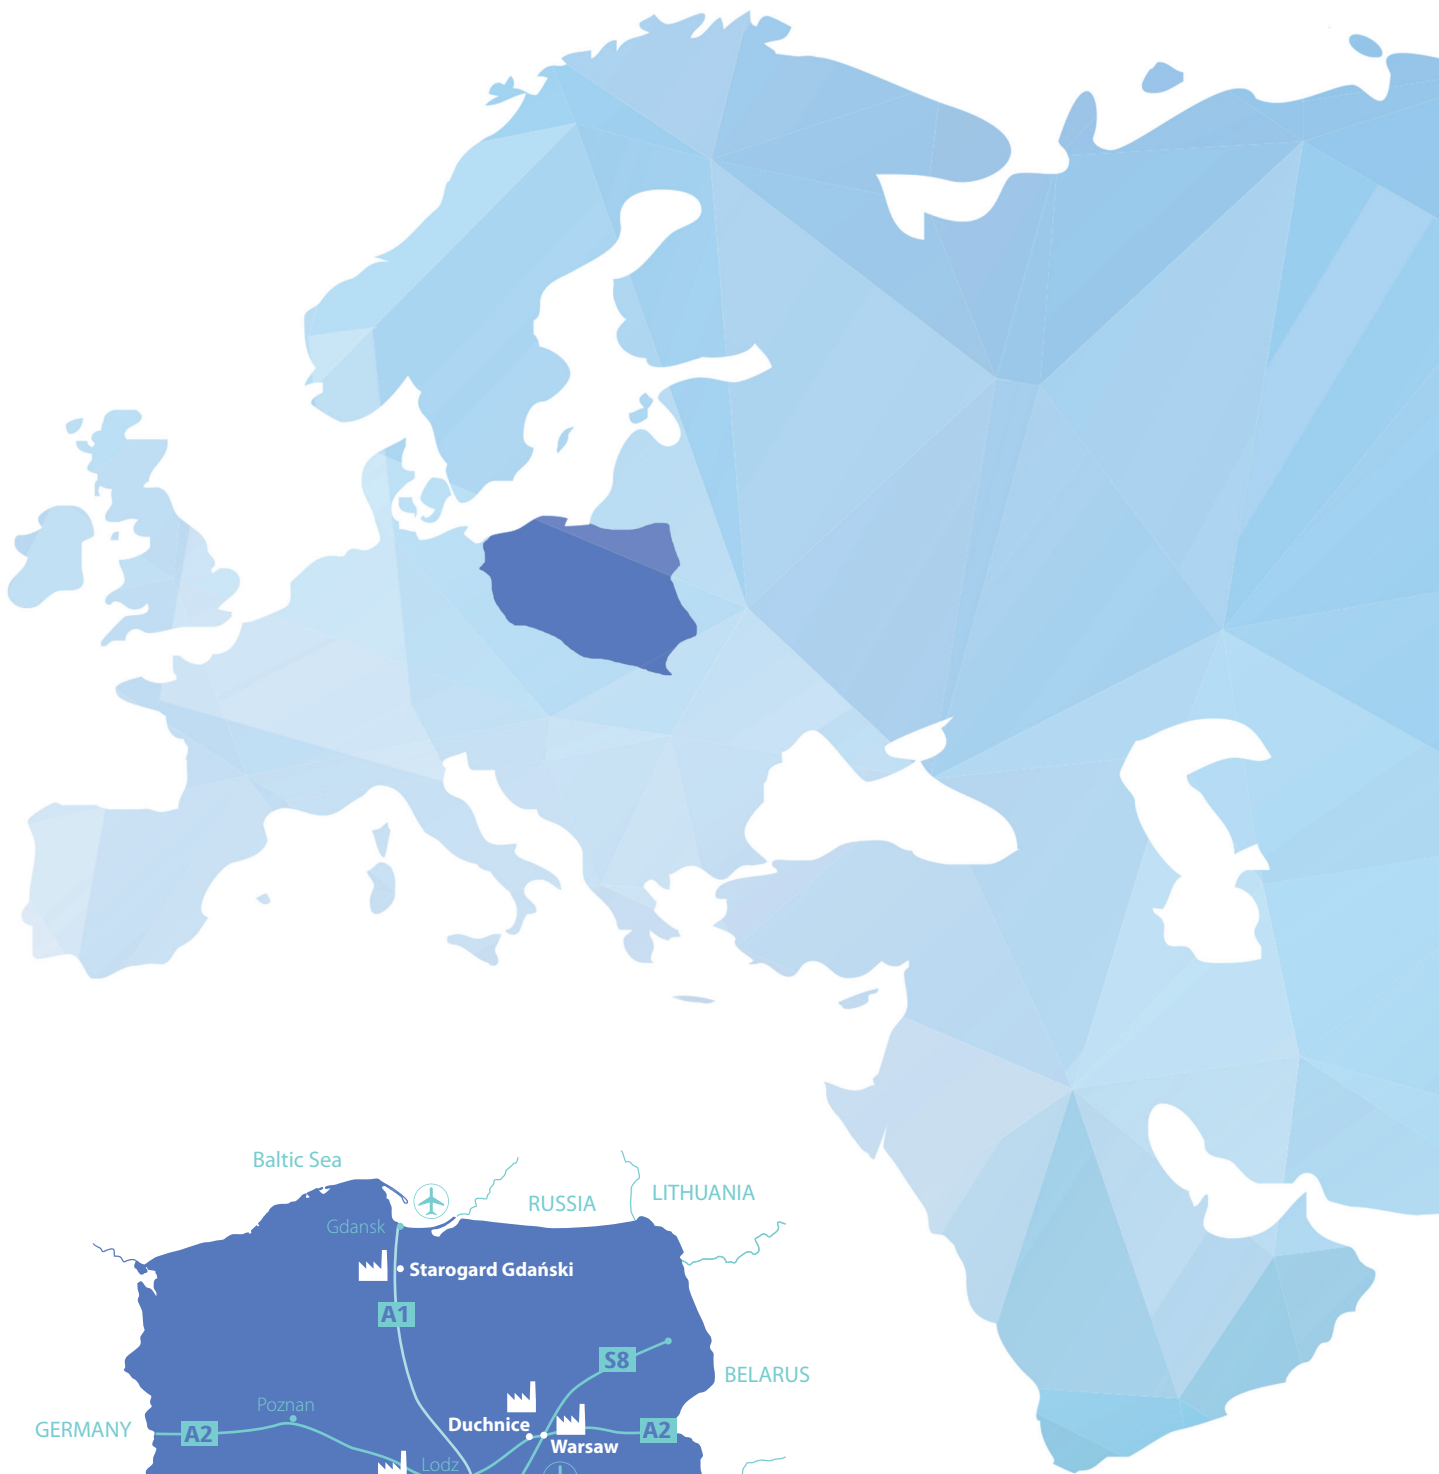 Baltic Sea
LITHUANIA
RUSSIA
Gdansk
Starogard Gdański
A1
S8
BELARUS
Poznan
GERMANY
A2
Duchnice
A2
Warsaw
Lodz